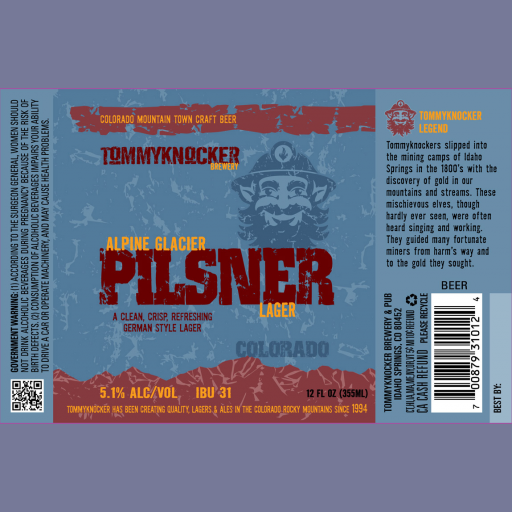 GOVERNMENT WARNING: (1) ACCORDING TO THE SURGEON GENERAL, WOMEN SHOULD
NOT DRINK ALCOHOLIC BEVERAGES DURING PREGNANCY BECAUSE OF THE RISK OF
BIRTH EFFECTS. (2) CONSUMPTION OF ALCOHOLIC BEVERAGES IMPAIRS YOUR ABILITY
TO DRIVE A CAR OR OPERATE MACHINERY, AND MAY CAUSE HEALTH PROBLEMS.
COLORADO MOUNTAIN TOWN CRAFT BEER
TOMMYKNOCKER
BREWERY
ALPINE GLACIER
PILSNER
LAGER
A CLEAN, CRISP, REFRESHING
GERMAN STYLE LAGER
COLORADO
5.1% ALC/VOL IBU 31
12 FL OZ (355ML)
TOMMYKNOCKER HAS BEEN CREATING QUALITY, LAGERS & ALES IN THE COLORADO ROCKY MOUNTAINS SINCE 1994
TOMMYKNOCKER
LEGEND
Tommyknockers slipped into
the mining camps of Idaho
Springs in the 1800's with the
discovery of gold in our
mountains and streams. These
mischievous elves, though
hardly ever seen, were often
heard singing and working.
They guided many fortunate
miners from harm's way and
to the gold they sought.
BEER
TOMMYKNOCKER BREWERY & PUB
IDAHO SPRINGS, CO 80452
CA CASH REFUND
PLEASE RECYCLE
7 00879 31012 4
BEST BY: